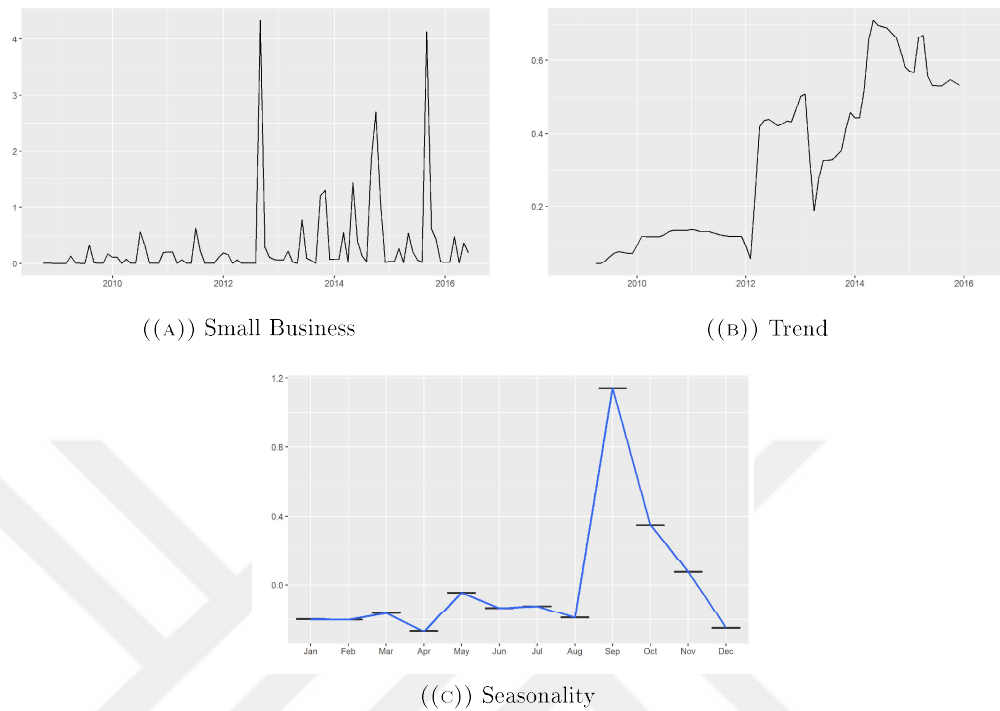 4
3
2
1
0
2010 2012 2014 2016
((A)) Small Business
0.6
0.4
0.2
2010 2012 2014 2016
((B)) Trend
1.2
0.8
0.4
0.0
Jan Feb Mar Apr May Jun Jul Aug Sep Oct Nov Dec
((C)) Seasonality